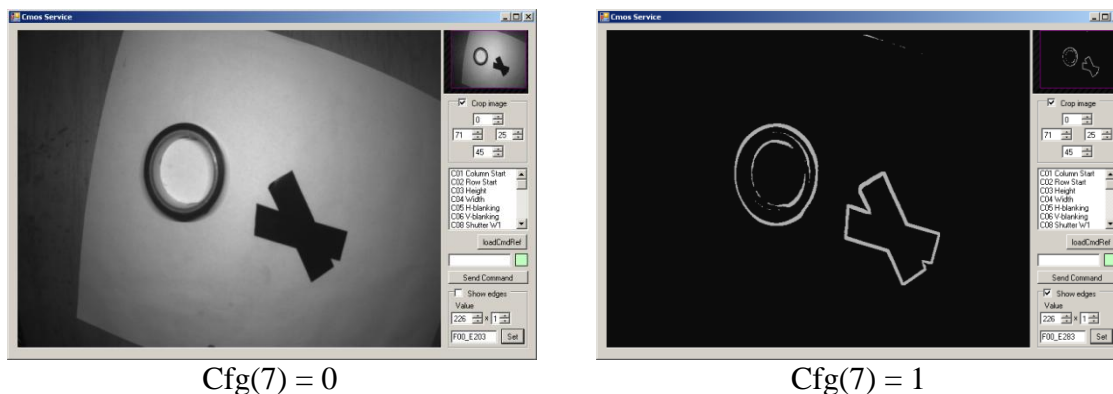 Cmos Service
Crop image
0
71 25
45
C01 Column Start
C02 Row Start
C03 Height
C04 Width
C05 H-blanking
C06 V-blanking
C08 Shutter W1
loadCmdRef
Send Command
Show edges
Value
226 x 1
F00_E203 Set
Cfg(7) = 0
Cmos Service
Crop image
0
71 25
45
C01 Column Start
C02 Row Start
C03 Height
C04 Width
C05 H-blanking
C06 V-blanking
C08 Shutter W1
loadCmdRef
Send Command
Show edges
Value
226 x 1
F00_E283 Set
Cfg(7) = 1